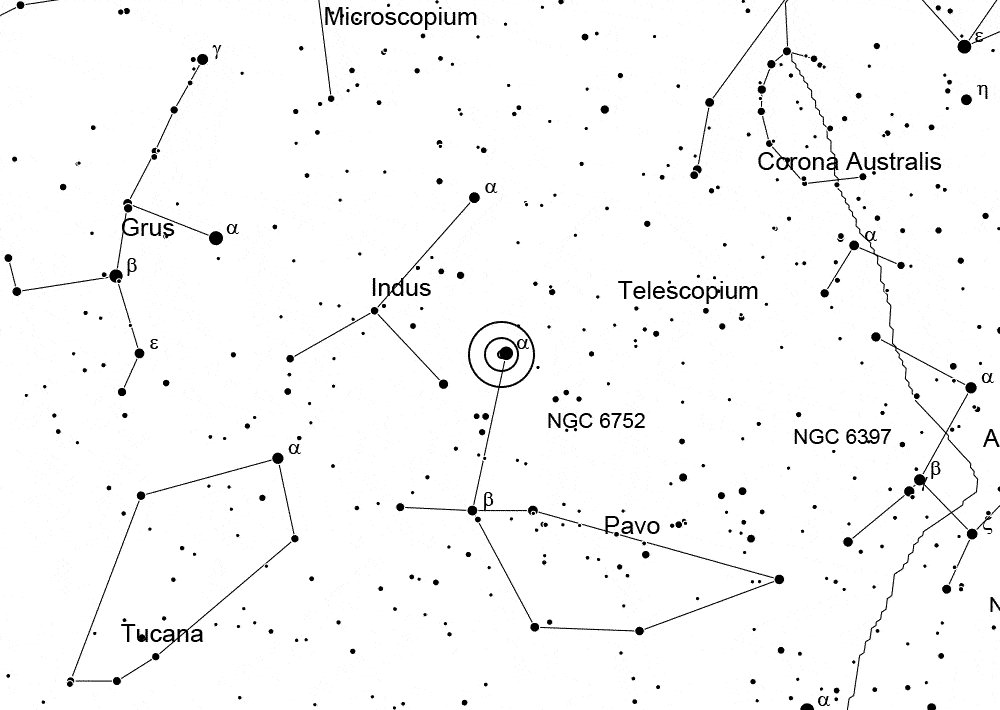 Microscopium
γ
ε
η
Corona Australis
α
Grus
α
β
α
Indus
Telescopium
ε
α
α
NGC 6752
NGC 6397
α
β
β
Pavo
ζ
Tucana
α
A
N